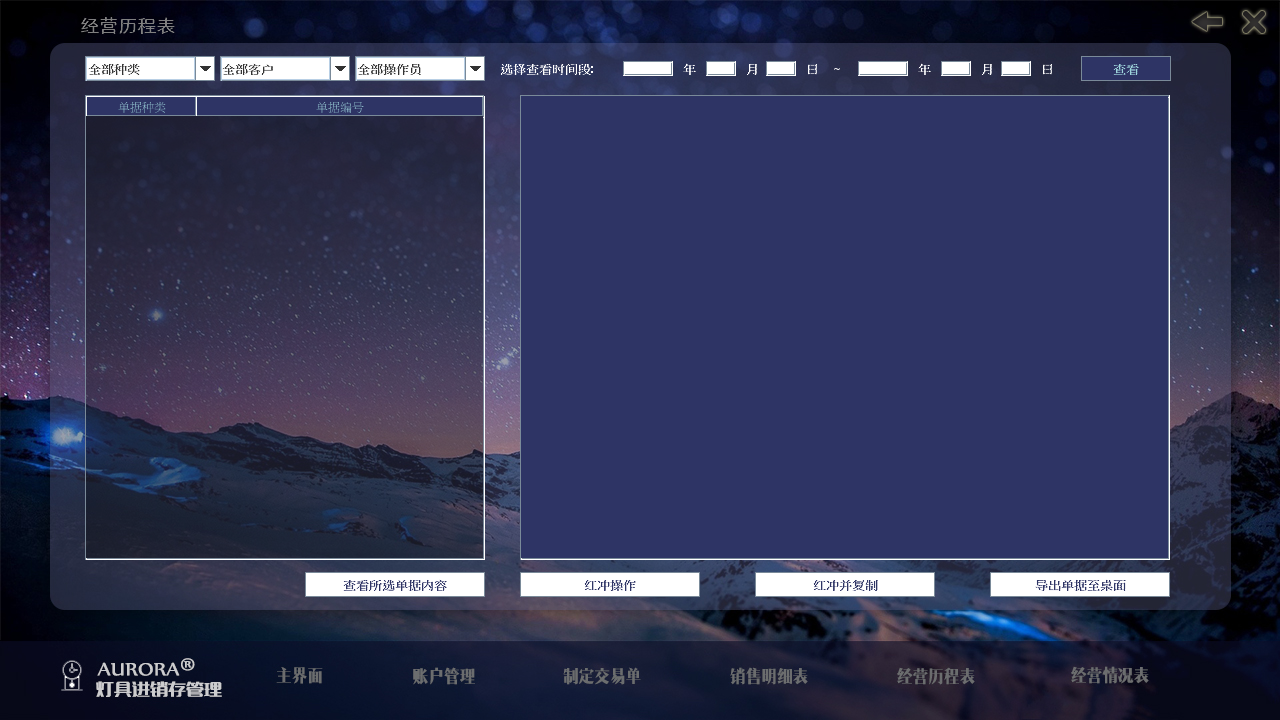 经营历程表
全部种类 全部客户 全部操作员 选择查看时间段: 年 月 日 ~ 年 月 日 查看
单据种类 单据编号
查看所选单据内容 红冲操作 红冲并复制 导出单据至桌面
AURORA®
灯具进销存管理
主界面 账户管理 制定交易单 销售明细表 经营历程表 经营情况表